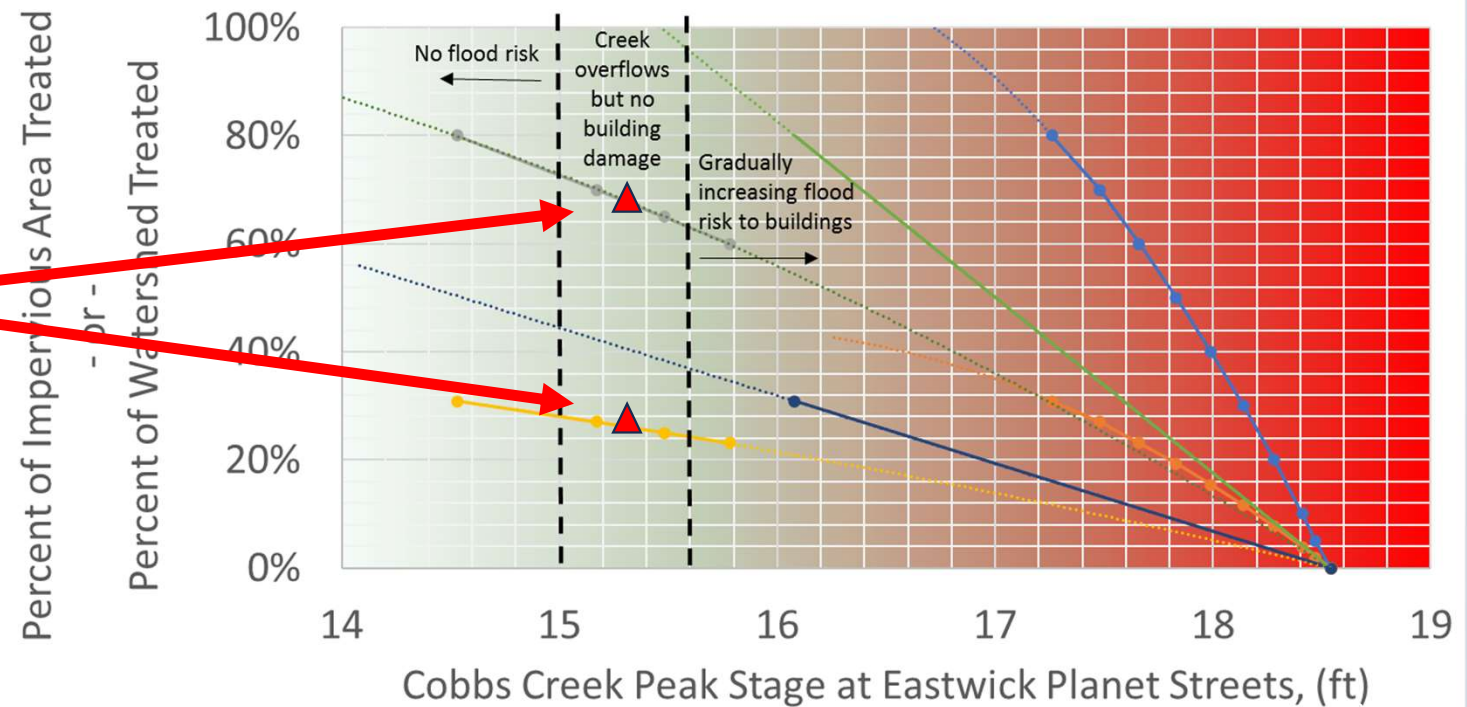 Percent of Impervious Area Treated
- or -
Percent of Watershed Treated
100%
80%
60%
40%
20%
0%
No flood risk
Creek
overflows
but no
building
damage
Gradually
increasing flood
risk to buildings
14 15 16 17 18 19
Cobbs Creek Peak Stage at Eastwick Planet Streets, (ft)